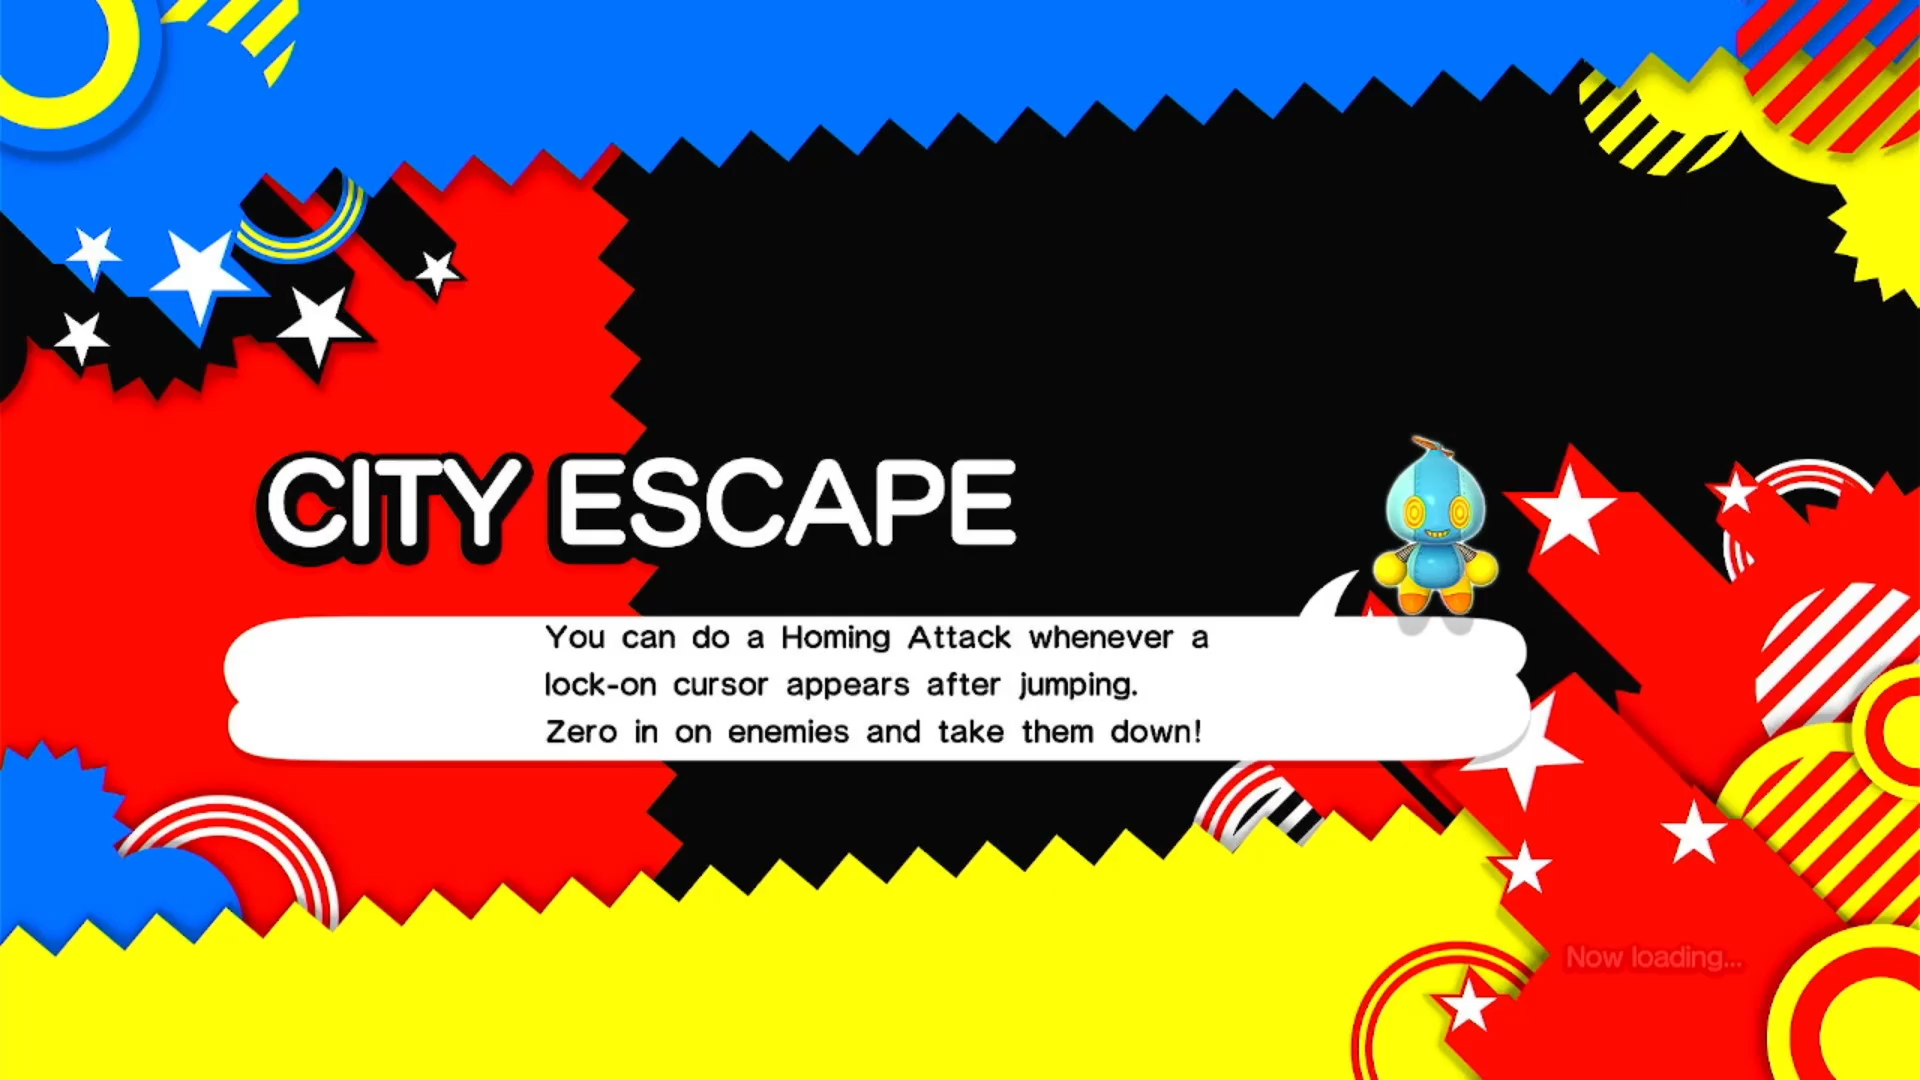 CITY ESCAPE
You can do a Homing Attack whenever a
lock-on cursor appears after jumping.
Zero in on enemies and take them down!
Now loading...